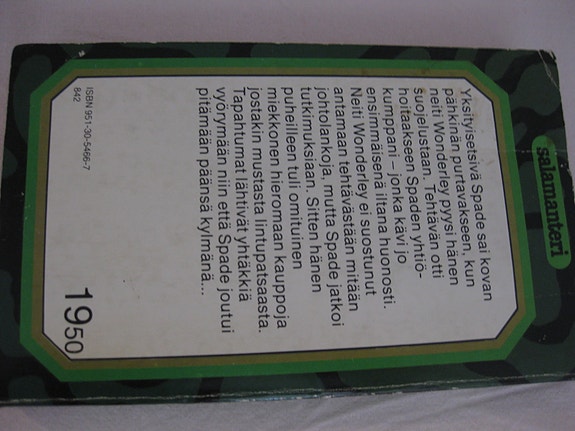 salamanteri
Yksityisetsivä Spade sai kovan
pähkinän purtavakseen, kun
neiti Wonderley pyysi hänen
suojelustaan. Tehtävän otti
hoitaakseen Spaden yhtiö-
kumppani – jonka kävi jo
ensimmäisenä iltana huonosti.
Neiti Wonderley ei suostunut
antamaan tehtävästään mitään
johtolankoja, mutta Spade jatkoi
tutkimuksiaan. Sitten hänen
puheilleen tuli omituinen
miekkonen hieromaan kauppoja
jostakin mustasta lintupatsaasta.
Tapahtumat lähtivät yhtäkkiä
vyörymään niin että Spade joutui
pitämään päänsä kylmänä...
1950
ISBN 951-30-5466-7
842